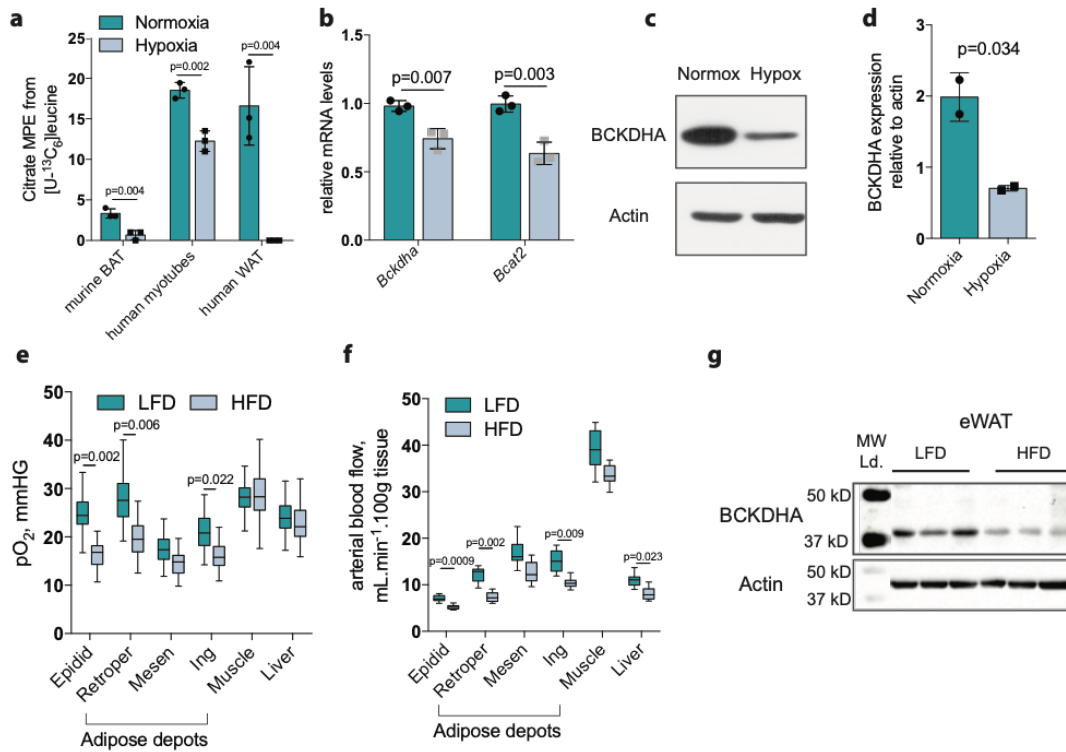 a
Normoxia
Hypoxia
Citrate MPE from
[U-¹³C₆]leucine
25
20
15
10
5
0
p=0.004
p=0.002
p=0.004
murine BAT
human myotubes
human WAT
b
relative mRNA levels
1.5
1.0
0.5
0.0
p=0.007
p=0.003
Bckdha
Bcat2
c
Normox Hypox
BCKDHA
Actin
d
p=0.034
BCKDHA expression
relative to actin
3
2
1
0
Normoxia
Hypoxia
e
LFD
HFD
pO₂, mmHG
50
40
30
20
10
0
p=0.002
p=0.006
p=0.022
Epidid
Retroper
Mesen
Ing
Muscle
Liver
Adipose depots
f
LFD
HFD
arterial blood flow,
mL.min⁻¹.100g tissue
50
40
30
20
10
0
p=0.0009
p=0.002
p=0.009
p=0.023
Epidid
Retroper
Mesen
Ing
Muscle
Liver
Adipose depots
g
eWAT
MW
Ld.
LFD
HFD
BCKDHA
50 kD
37 kD
Actin
50 kD
37 kD